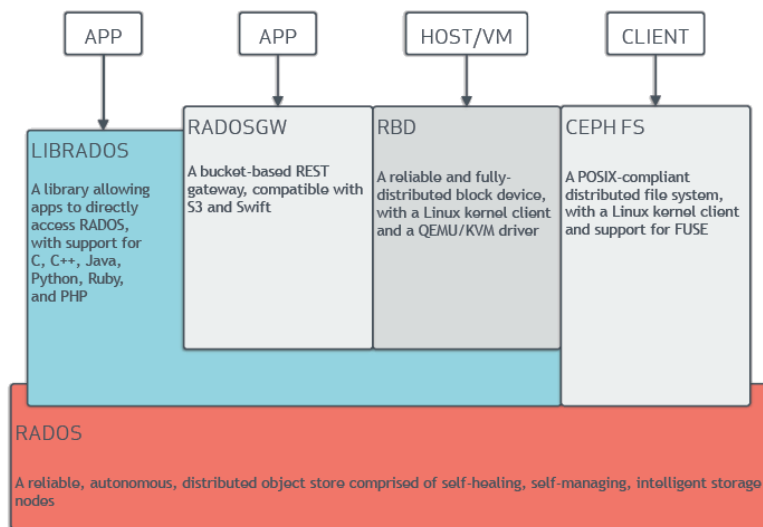 APP
APP
HOST/VM
CLIENT
LIBRADOS
A library allowing
apps to directly
access RADOS,
with support for
C, C++, Java,
Python, Ruby,
and PHP
RADOSGW
A bucket-based REST
gateway, compatible with
S3 and Swift
RBD
A reliable and fully-
distributed block device,
with a Linux kernel client
and a QEMU/KVM driver
CEPH FS
A POSIX-compliant
distributed file system,
with a Linux kernel client
and support for FUSE
RADOS
A reliable, autonomous, distributed object store comprised of self-healing, self-managing, intelligent storage
nodes